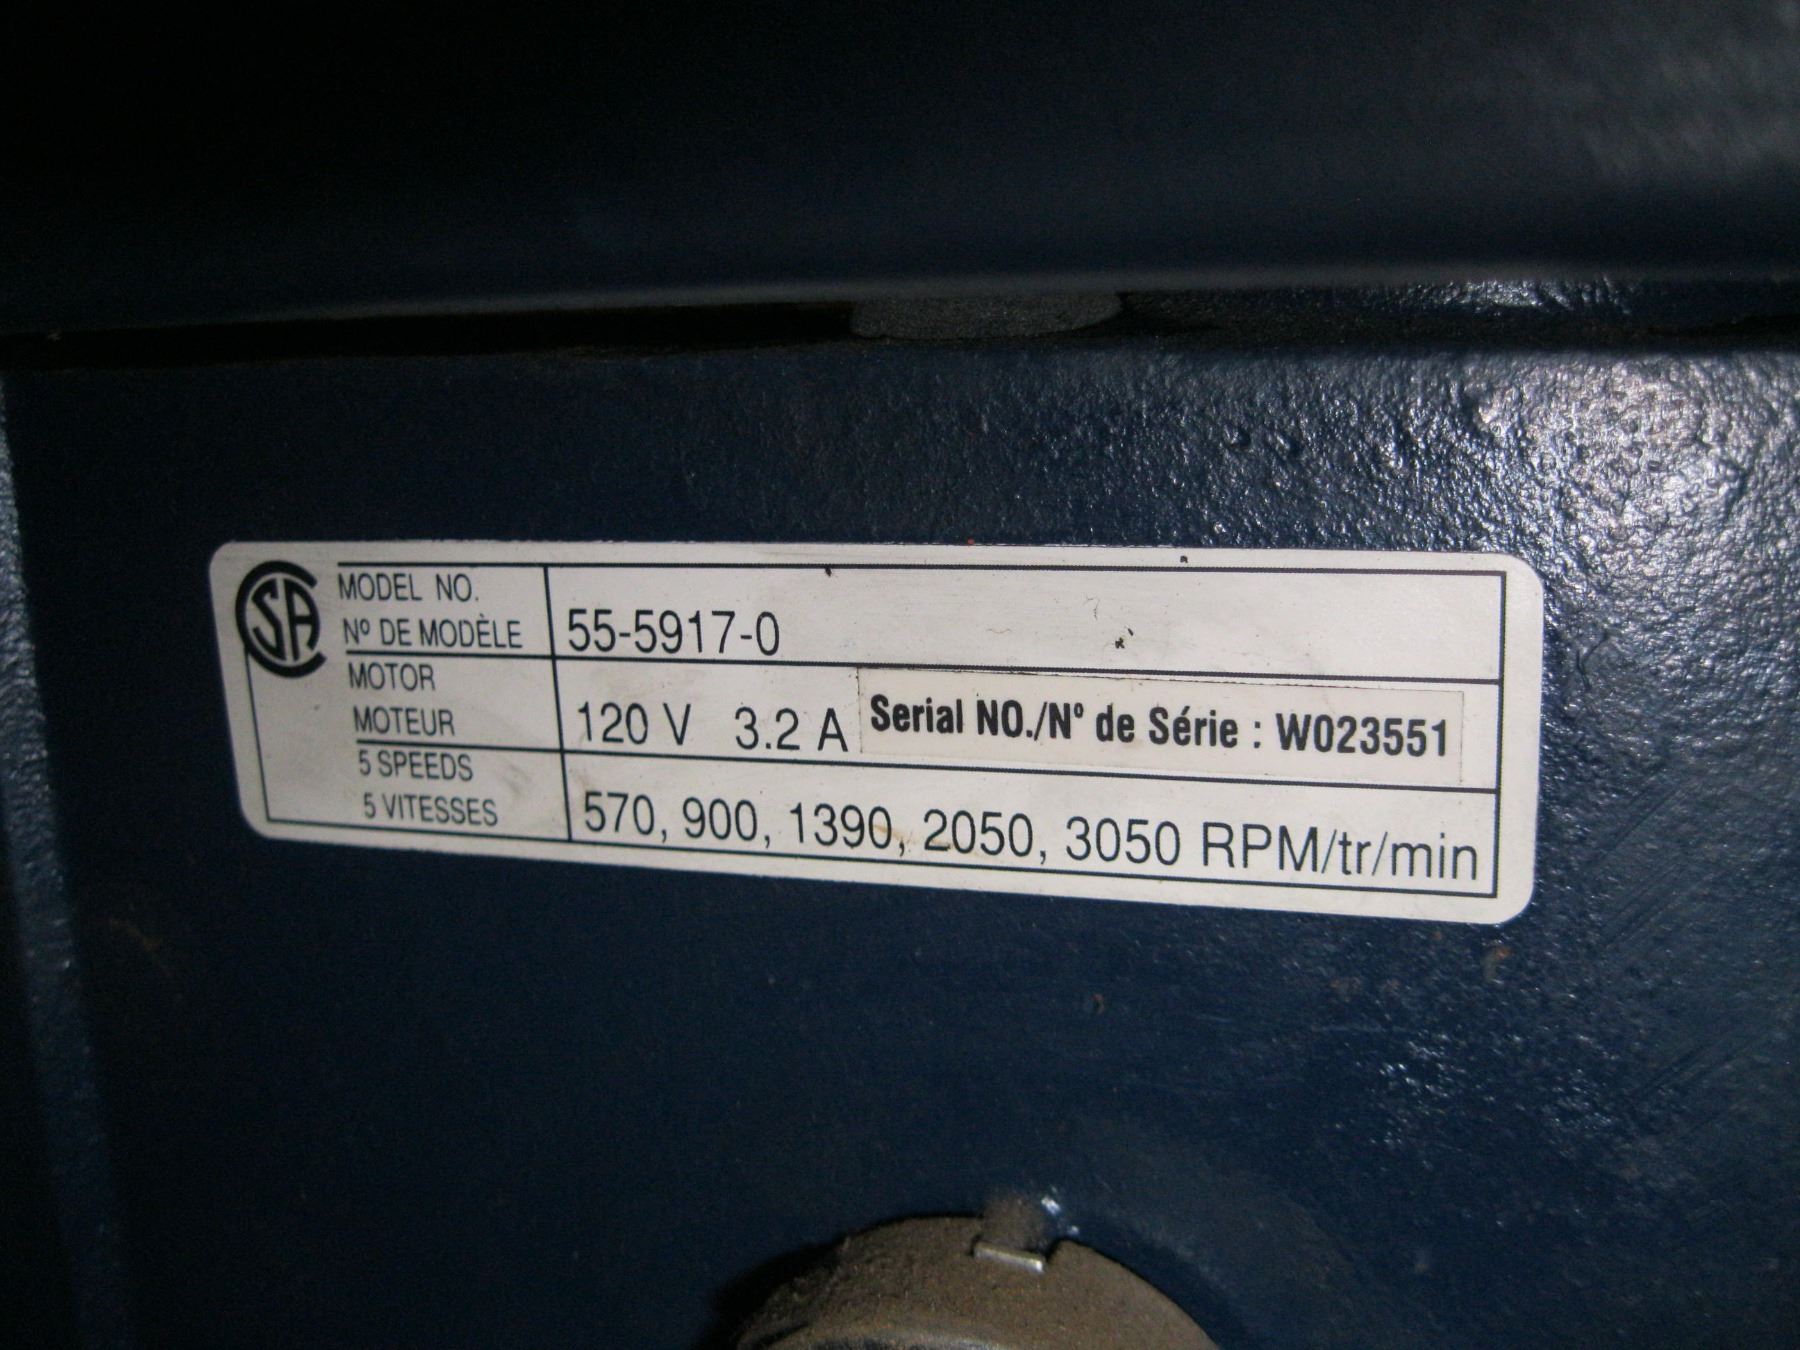 CSA
MODEL NO.
Nº DE MODÈLE
55-5917-0
MOTOR
MOTEUR
120 V 3.2 A
Serial NO./N° de Série : W023551
5 SPEEDS
5 VITESSES
570, 900, 1390, 2050, 3050 RPM/tr/min